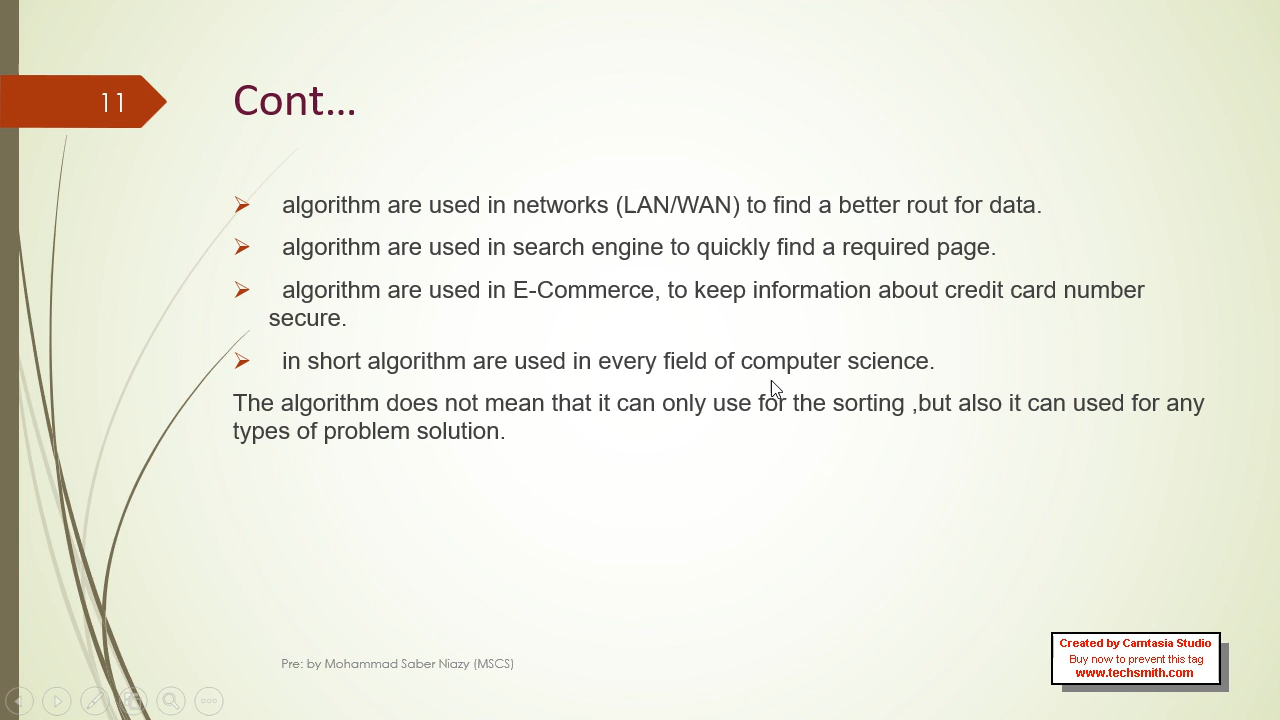 11
Cont...
algorithm are used in networks (LAN/WAN) to find a better rout for data.
algorithm are used in search engine to quickly find a required page.
algorithm are used in E-Commerce, to keep information about credit card number
secure.
in short algorithm are used in every field of computer science.
The algorithm does not mean that it can only use for the sorting ,but also it can used for any
types of problem solution.
Pre: by Mohammad Saber Niazy (MSCS)
Created by Camtasia Studio
Buy now to prevent this tag
www.techsmith.com